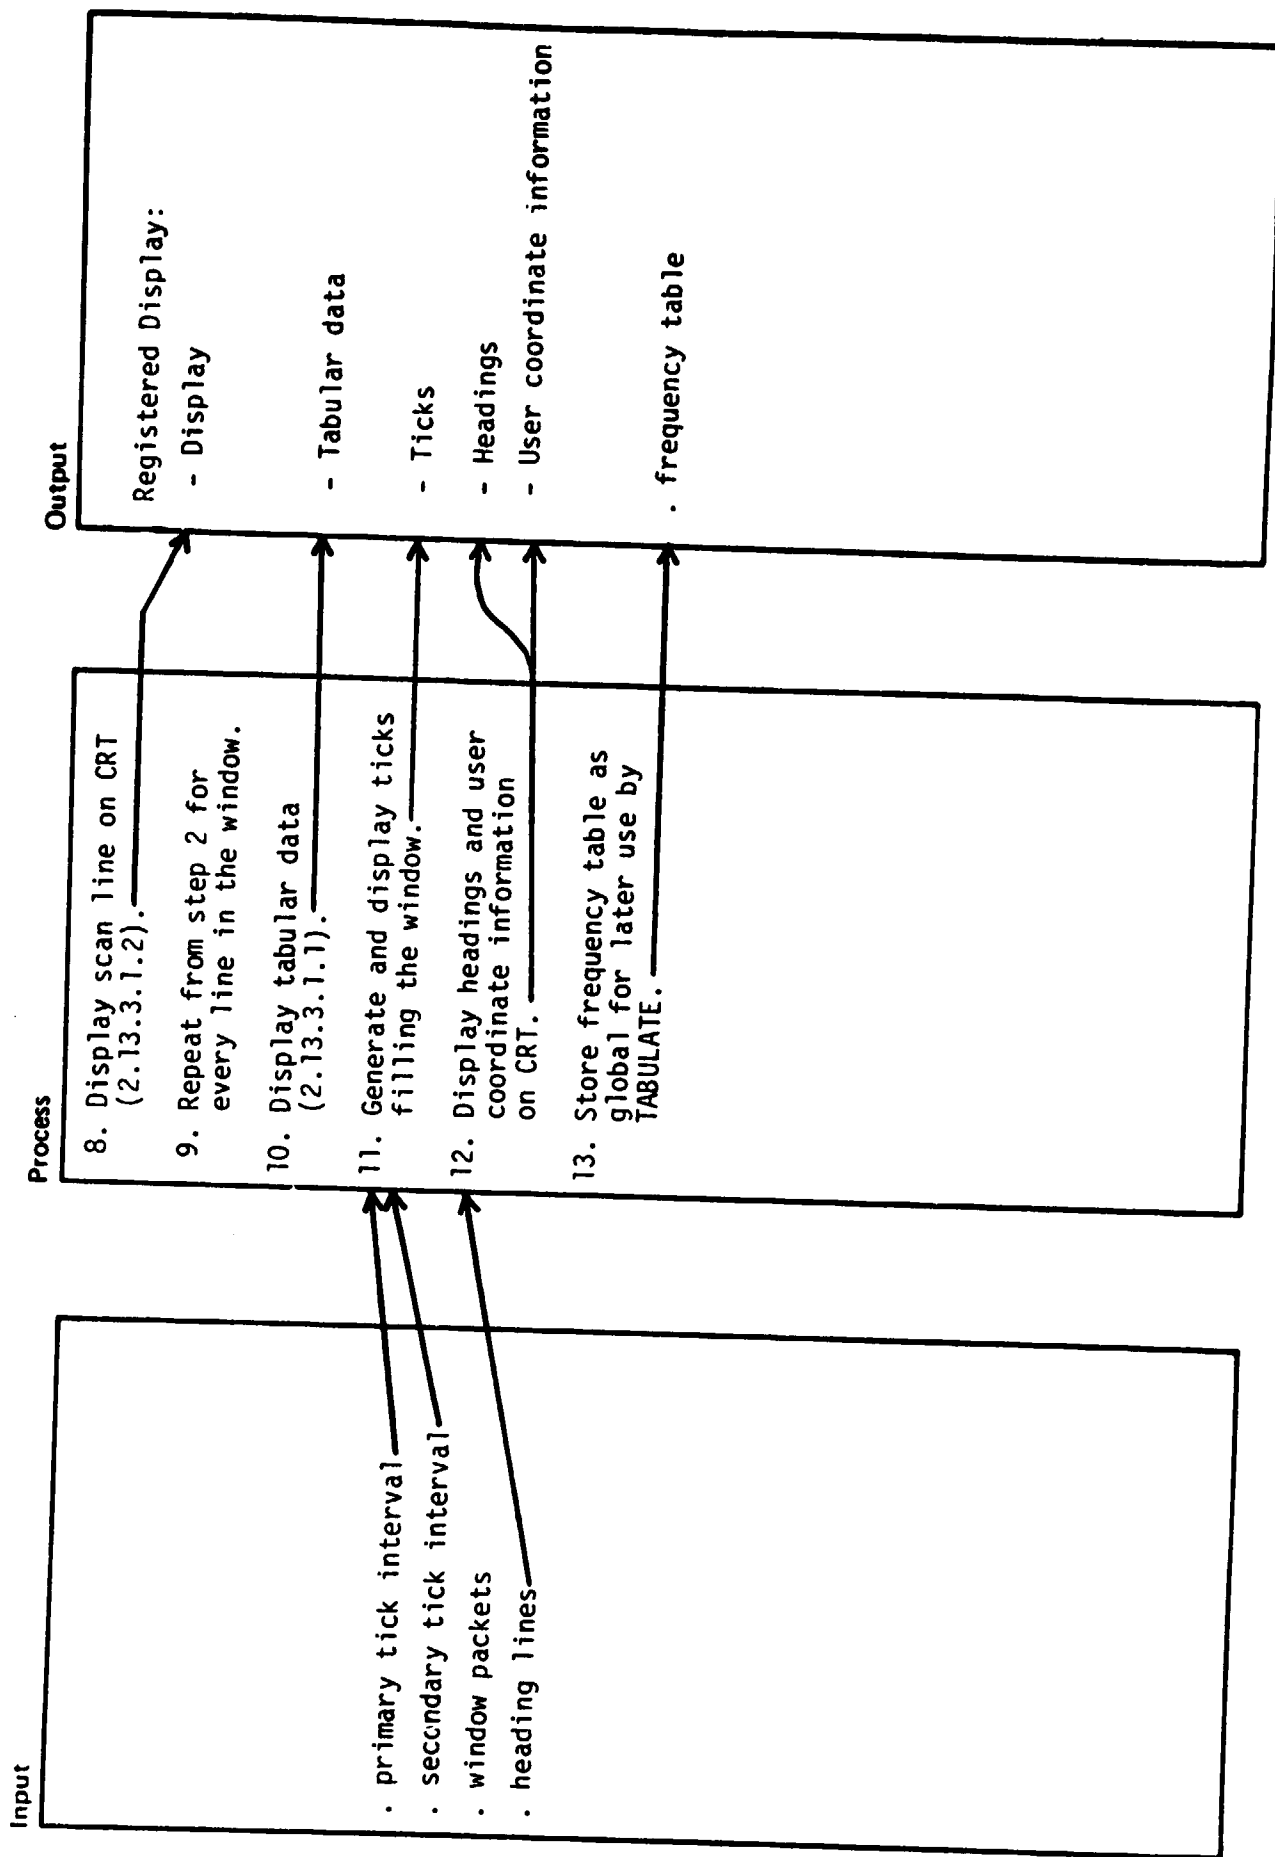 Input
. primary tick interval
. secondary tick interval
. window packets
. heading lines
Process
8. Display scan line on CRT
(2.13.3.1.2).
9. Repeat from step 2 for
every line in the window.
10. Display tabular data
(2.13.3.1.1).
11. Generate and display ticks
filling the window.
12. Display headings and user
coordinate information
on CRT.
13. Store frequency table as
global for later use by
TABULATE.
Output
Registered Display:
- Display
- Tabular data
- Ticks
- Headings
- User coordinate information
. frequency table